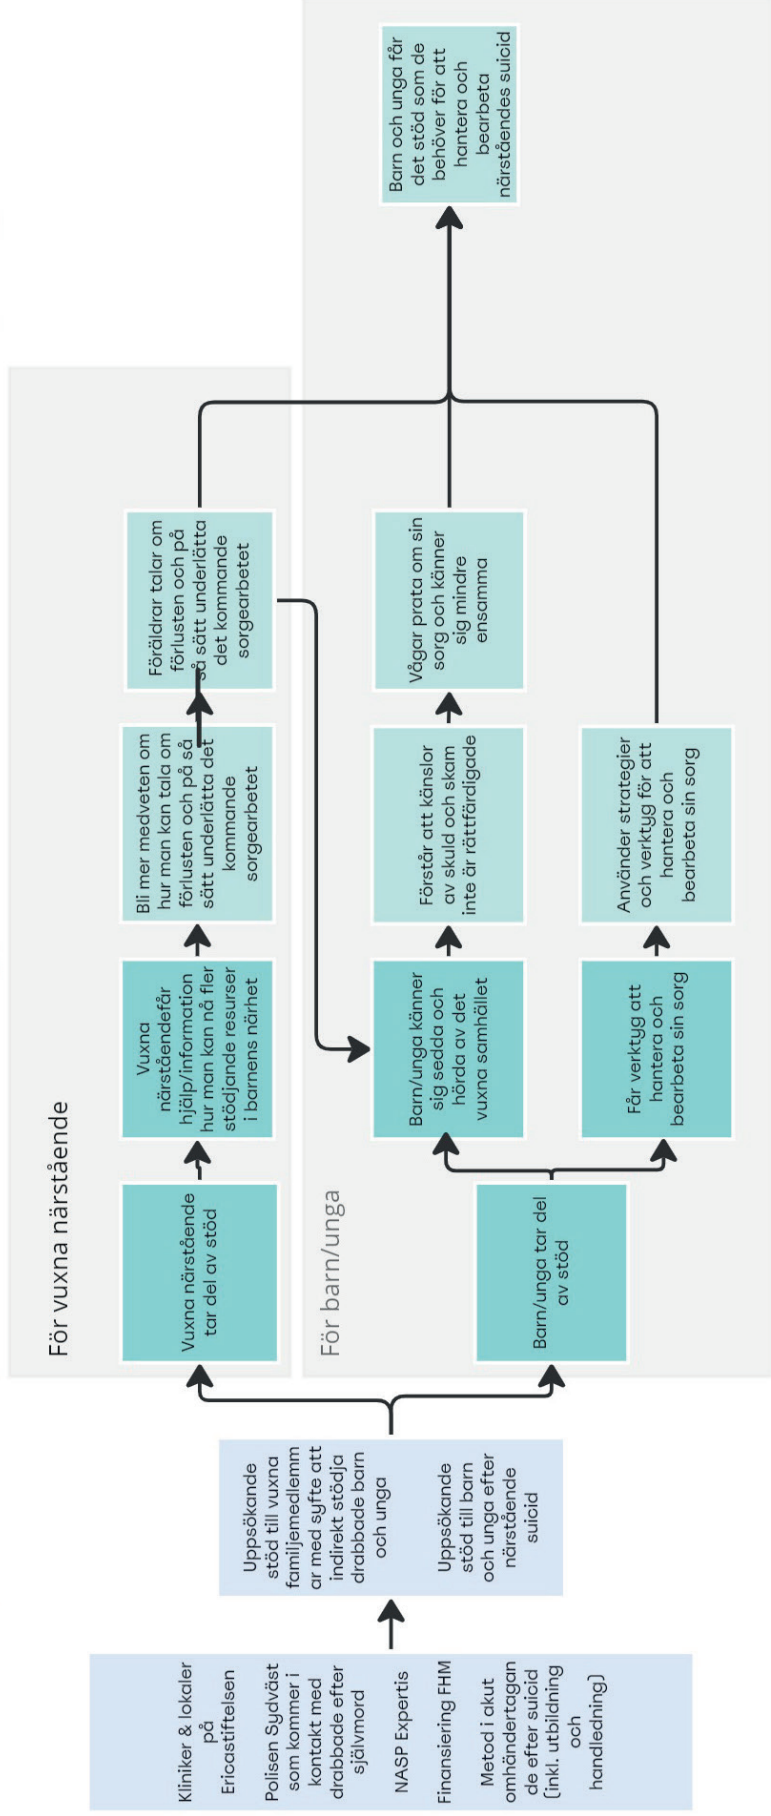 Kliniker & lokaler
på
Ericastiftelsen
Polisen Sydväst
som kommer i
kontakt med
drabbade efter
självmord
NASP Expertis
Finansiering FHM
Metod i akut
omhändertagan
de efter suicid
(inkl. utbildning
och
handledning)
Uppsökande
stöd till vuxna
familjemedlemm
ar med syfte att
indirekt stödja
drabbade barn
och unga
Uppsökande
stöd till barn
och unga efter
närstående
suicid
För vuxna närstående
Vuxna närstående
tar del av stöd
Vuxna
närståendefår
hjälp/information
hur man kan nå fler
stödjande resurser
i barnens närhet
Bli mer medveten om
hur man kan tala om
förlusten och på så
sätt underlätta det
kommande
sorgearbetet
Föräldrar talar om
förlusten och på
så sätt underlätta
det kommande
sorgearbetet
För barn/unga
Barn/unga tar del
av stöd
Barn/unga känner
sig sedda och
hörda av det
vuxna samhället
Förstår att känslor
av skuld och skam
inte är rättfärdigade
Vågar prata om sin
sorg och känner
sig mindre
ensamma
Får verktyg att
hantera och
bearbeta sin sorg
Använder strategier
och verktyg för att
hantera och
bearbeta sin sorg
Barn och unga får
det stöd som de
behöver för att
hantera och
bearbeta
närståendes suicid